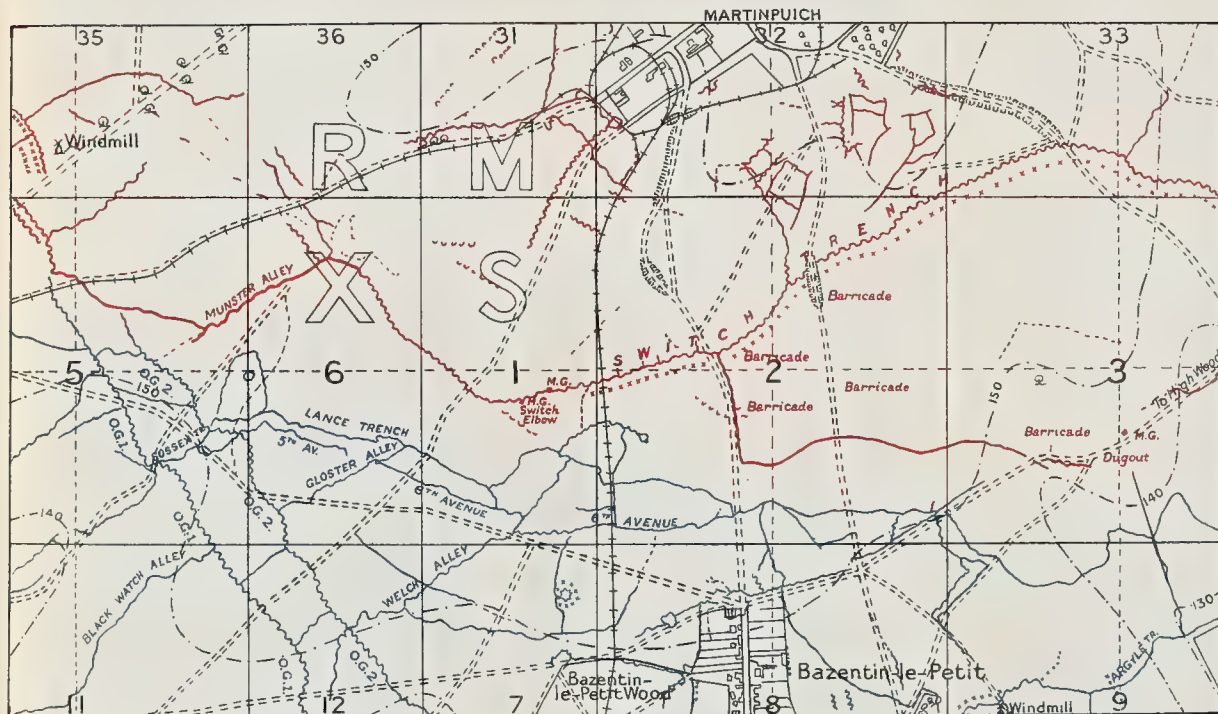 MARTINPUICH
35
36
31
32
33
150
Windmill
R
M
TRENCH
X
S
MUNSTER ALLEY
Barricade
SWITCH
5
O.G.2.
150
6
1
M.G.
M.G.
Switch
Elbow
Barricade
2
Barricade
Barricade
150
3
To High Wood
Barricade
M.G.
Dugout
O.G.1.
LANCE TRENCH
5TH AV.
GLOSTER ALLEY
6TH AVENUE
6TH AVENUE
O.G.2.
140
140
O.G.1.
BLACK WATCH ALLEY
WELCH ALLEY
130
ARGYLE TR.
O.G.1.
O.G.2.
Bazentin-
le-Petit Wood
Bazentin-le-Petit
11
12
7
8
9
Windmill